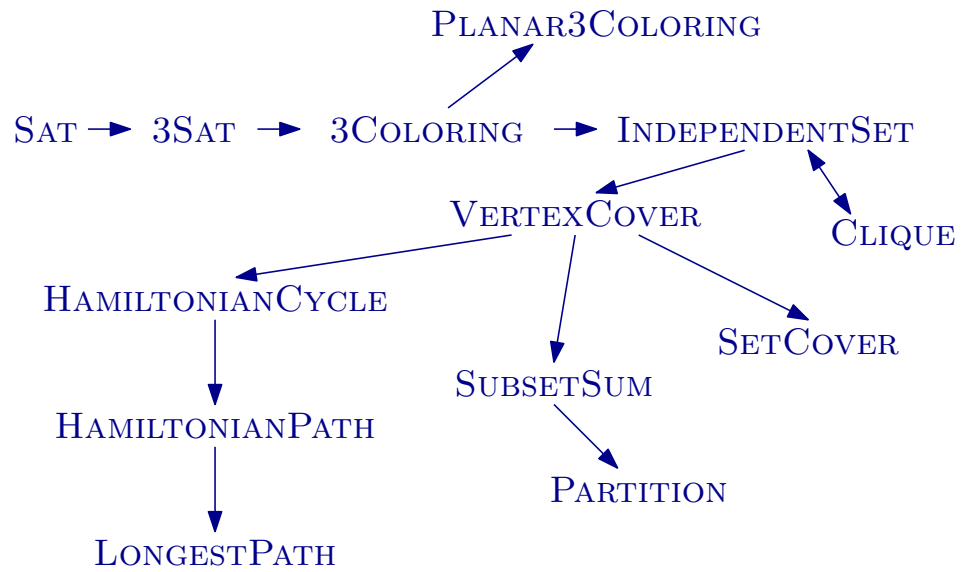 Planar3Coloring
Sat 3Sat 3Coloring IndependentSet
VertexCover
Clique
HamiltonianCycle
SetCover
SubsetSum
HamiltonianPath
Partition
LongestPath